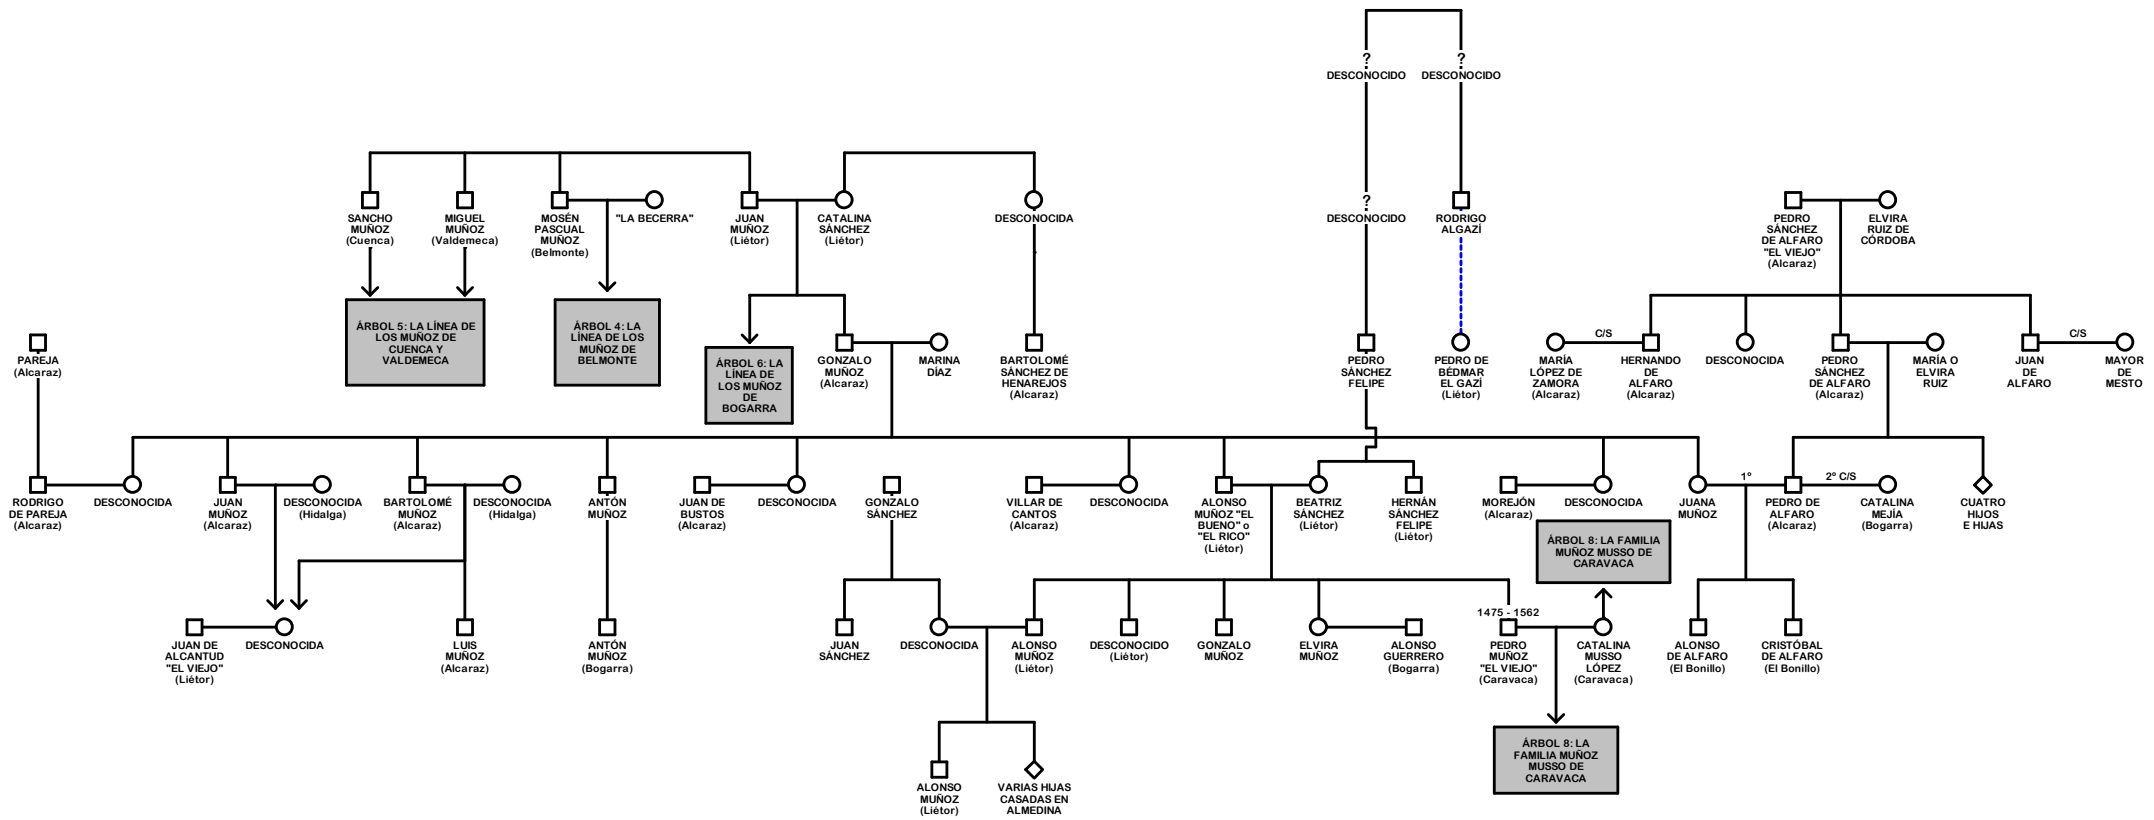 ?
DESCONOCIDO
?
DESCONOCIDO
SANCHO
MUÑOZ
(Cuenca)
MIGUEL
MUÑOZ
(Valdemeca)
MOSÉN
PASCUAL
MUÑOZ
(Belmonte)
"LA BECERRA"
JUAN
MUÑOZ
(Liétor)
CATALINA
SÁNCHEZ
(Liétor)
DESCONOCIDA
?
DESCONOCIDO
RODRIGO
ALGAZÍ
PEDRO
SÁNCHEZ
DE ALFARO
"EL VIEJO"
(Alcaraz)
ELVIRA
RUIZ DE
CÓRDOBA
PAREJA
(Alcaraz)
ÁRBOL 5: LA LÍNEA DE
LOS MUÑOZ DE
CUENCA Y
VALDEMECA
ÁRBOL 4: LA
LÍNEA DE LOS
MUÑOZ DE
BELMONTE
ÁRBOL 6: LA
LÍNEA DE
LOS MUÑOZ
DE
BOGARRA
GONZALO
MUÑOZ
(Alcaraz)
MARINA
DÍAZ
BARTOLOMÉ
SÁNCHEZ DE
HENAREJOS
(Alcaraz)
PEDRO
SÁNCHEZ
FELIPE
PEDRO DE
BÉDMAR
EL GAZÍ
(Liétor)
MARÍA
LÓPEZ DE
ZAMORA
(Alcaraz)
C/S
HERNANDO
DE
ALFARO
(Alcaraz)
DESCONOCIDA
PEDRO
SÁNCHEZ
DE ALFARO
(Alcaraz)
MARÍA O
ELVIRA
RUIZ
JUAN
DE
ALFARO
C/S
MAYOR
DE
MESTO
RODRIGO
DE PAREJA
(Alcaraz)
DESCONOCIDA
JUAN
MUÑOZ
(Alcaraz)
DESCONOCIDA
(Hidalga)
BARTOLOMÉ
MUÑOZ
(Alcaraz)
DESCONOCIDA
(Hidalga)
ANTÓN
MUÑOZ
JUAN DE
BUSTOS
(Alcaraz)
DESCONOCIDA
GONZALO
SÁNCHEZ
VILLAR DE
CANTOS
(Alcaraz)
DESCONOCIDA
ALONSO
MUÑOZ "EL
BUENO" o
"EL RICO"
(Liétor)
BEATRIZ
SÁNCHEZ
(Liétor)
HERNÁN
SÁNCHEZ
FELIPE
(Liétor)
MOREJÓN
(Alcaraz)
DESCONOCIDA
JUANA
MUÑOZ
1º
PEDRO DE
ALFARO
(Alcaraz)
2º C/S
CATALINA
MEJÍA
(Bogarra)
CUATRO
HIJOS
E HIJAS
ÁRBOL 8: LA FAMILIA
MUÑOZ MUSSO DE
CARAVACA
JUAN DE
ALCANTUD
"EL VIEJO"
(Liétor)
DESCONOCIDA
LUIS
MUÑOZ
(Alcaraz)
ANTÓN
MUÑOZ
(Bogarra)
JUAN
SÁNCHEZ
DESCONOCIDA
ALONSO
MUÑOZ
(Liétor)
DESCONOCIDO
(Liétor)
GONZALO
MUÑOZ
ELVIRA
MUÑOZ
ALONSO
GUERRERO
(Bogarra)
1475 - 1562
PEDRO
MUÑOZ
"EL VIEJO"
(Caravaca)
CATALINA
MUSSO
LÓPEZ
(Caravaca)
ALONSO
DE ALFARO
(El Bonillo)
CRISTÓBAL
DE ALFARO
(El Bonillo)
ALONSO
MUÑOZ
(Liétor)
VARIAS HIJAS
CASADAS EN
ALMEDINA
ÁRBOL 8: LA
FAMILIA MUÑOZ
MUSSO DE
CARAVACA